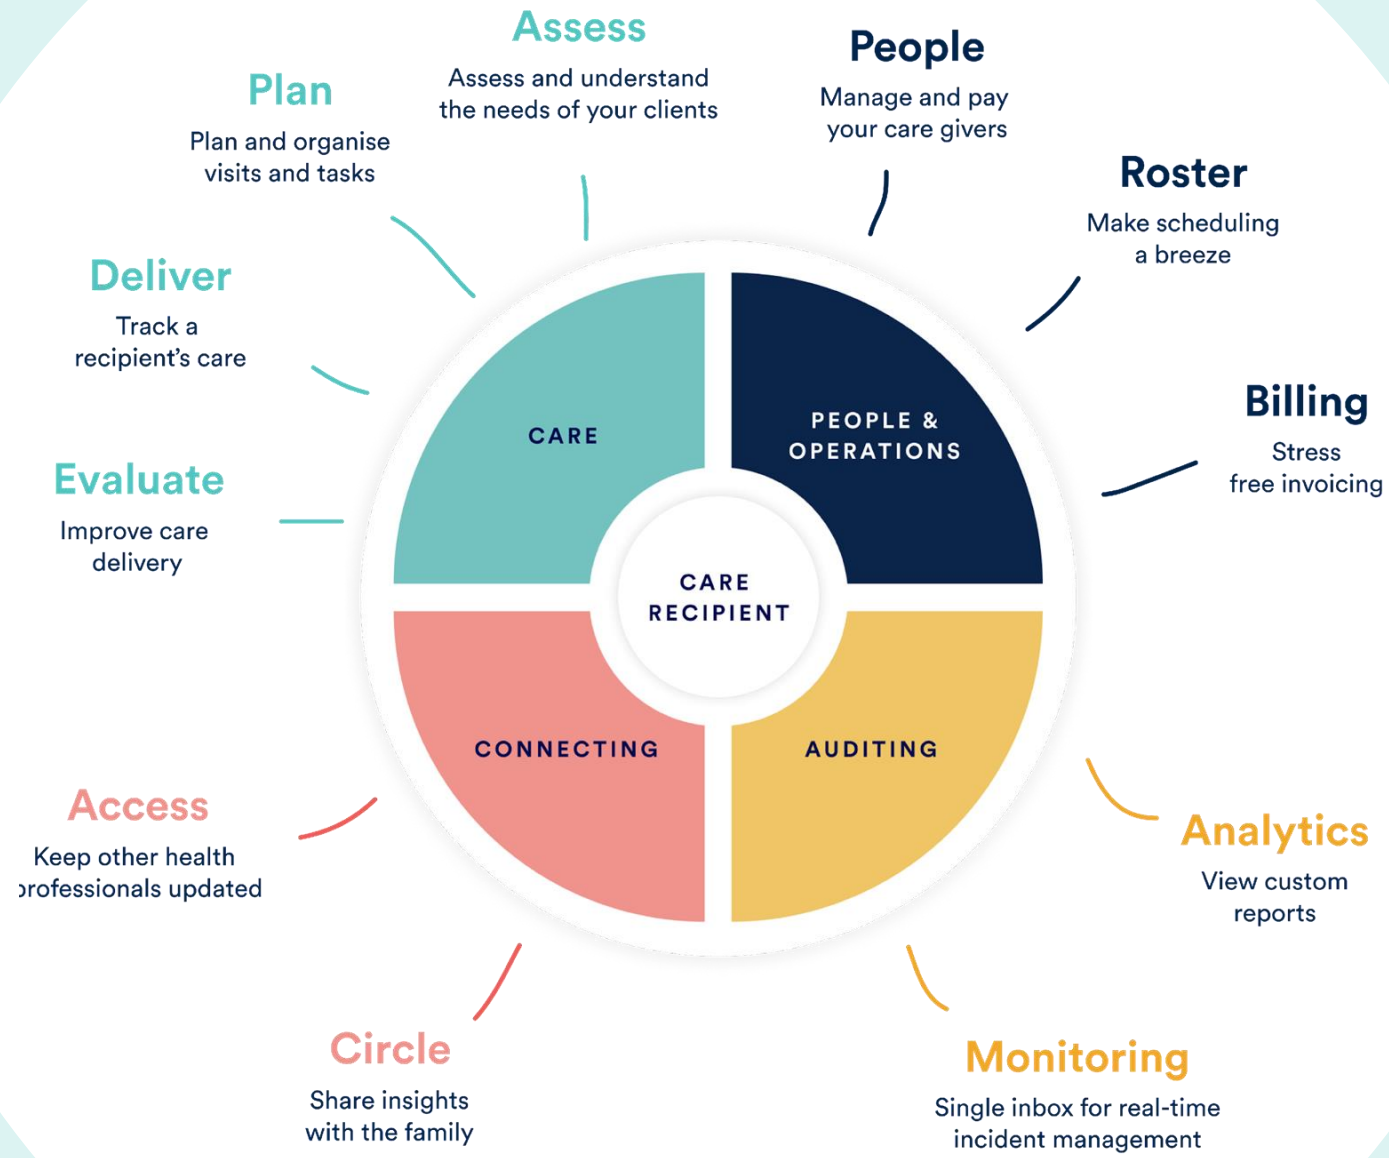 Assess
Assess and understand
the needs of your clients
People
Manage and pay
your care givers
Plan
Plan and organise
visits and tasks
Roster
Make scheduling
a breeze
Deliver
Track a
recipient's care
Billing
Stress
free invoicing
Evaluate
Improve care
delivery
CARE
PEOPLE &
OPERATIONS
CARE
RECIPIENT
CONNECTING
AUDITING
Access
Keep other health
professionals updated
Analytics
View custom
reports
Circle
Share insights
with the family
Monitoring
Single inbox for real-time
incident management